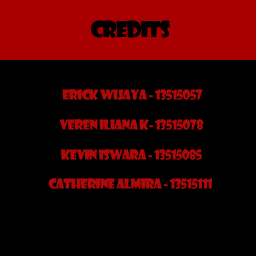 CREDITS
ERICK WIJAYA - 13515057
VEREN ILIANA K - 13515078
KEVIN ISWARA - 13515085
CATHERINE ALMIRA - 13515111